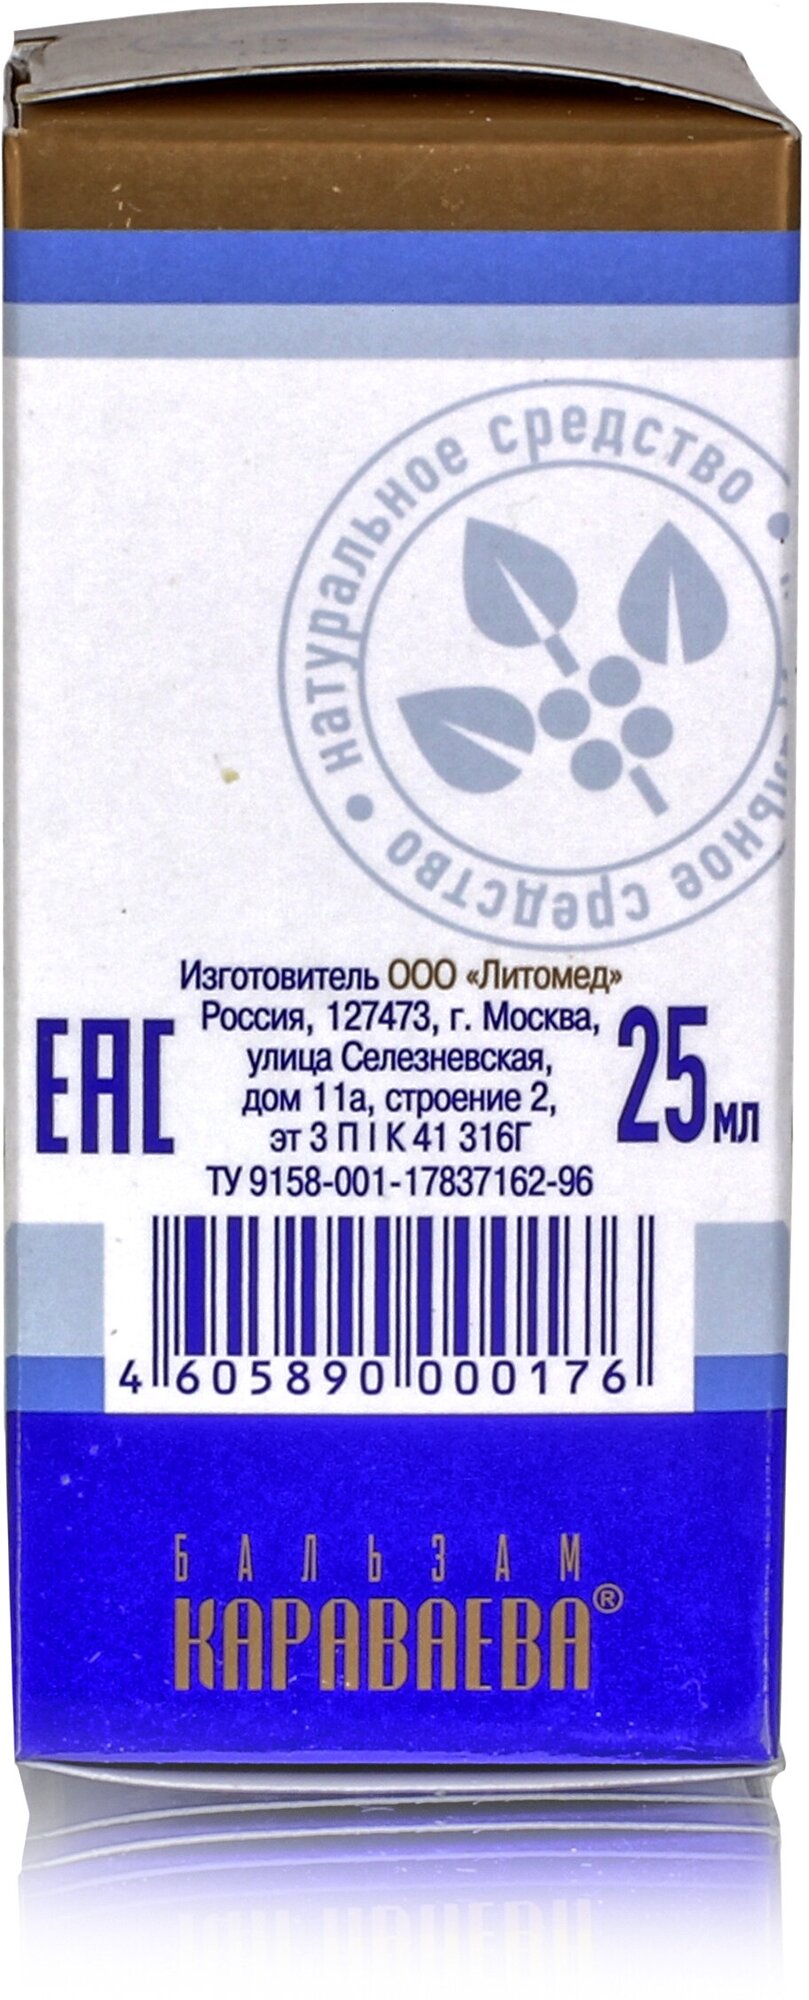 натуральное средство • натуральное средство •
Изготовитель ООО «Литомед»
Россия, 127473, г. Москва,
улица Селезневская,
дом 11а, строение 2,
эт 3 П I К 41 316Г
ТУ 9158-001-17837162-96
EAC
25 мл
4 605890 000176
БАЛЬЗАМ
КАРАВАЕВА®